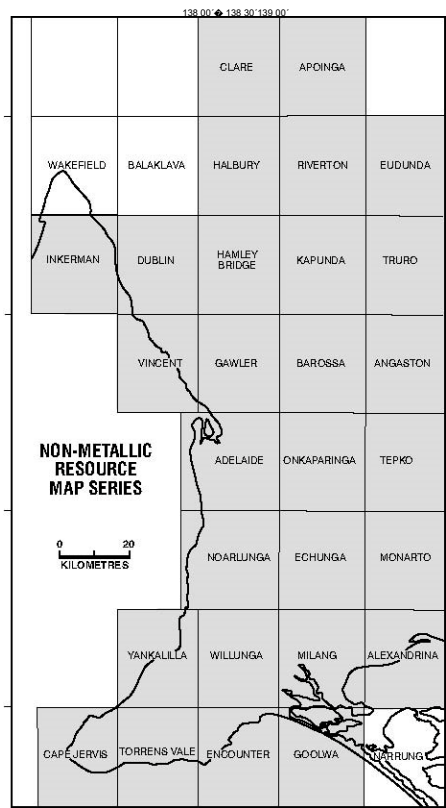 138 00´� 138 30´139 00´
CLARE APOINGA
WAKEFIELD BALAKLAVA HALBURY RIVERTON EUDUNDA
INKERMAN DUBLIN HAMLEY BRIDGE KAPUNDA TRURO
VINCENT GAWLER BAROSSA ANGASTON
NON-METALLIC
RESOURCE
MAP SERIES
0 20
KILOMETRES
ADELAIDE ONKAPARINGA TEPKO
NOARLUNGA ECHUNGA MONARTO
YANKALILLA WILLUNGA MILANG ALEXANDRINA
CAPE JERVIS TORRENS VALE ENCOUNTER GOOLWA NARRUNG